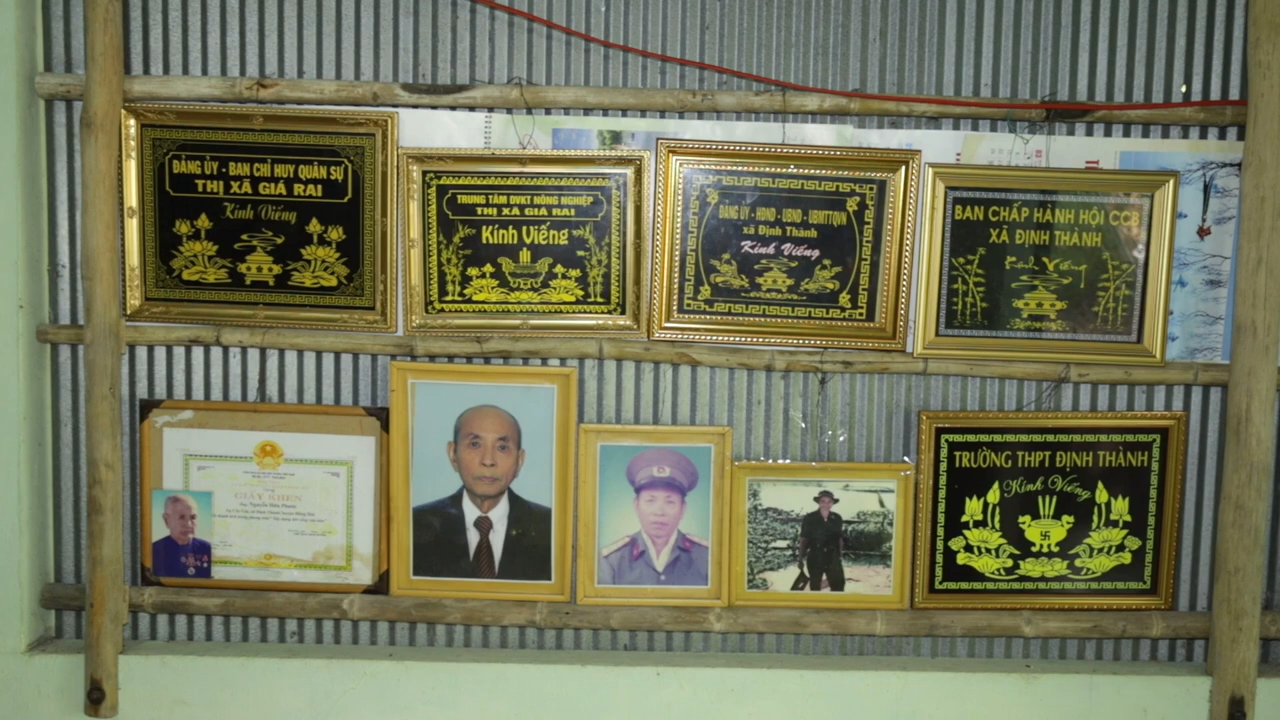 ĐẢNG ỦY - BAN CHỈ HUY QUÂN SỰ
THỊ XÃ GIÁ RAI
Kính Viếng
TRUNG TÂM DVKT NÔNG NGHIỆP
THỊ XÃ GIÁ RAI
Kính Viếng
ĐẢNG ỦY - HĐND - UBND - UBMTTQVN
xã Định Thành
Kính Viếng
BAN CHẤP HÀNH HỘI CCB
XÃ ĐỊNH THÀNH
Kính Viếng
GIẤY KHEN
TRƯỜNG THPT ĐỊNH THÀNH
Kính Viếng